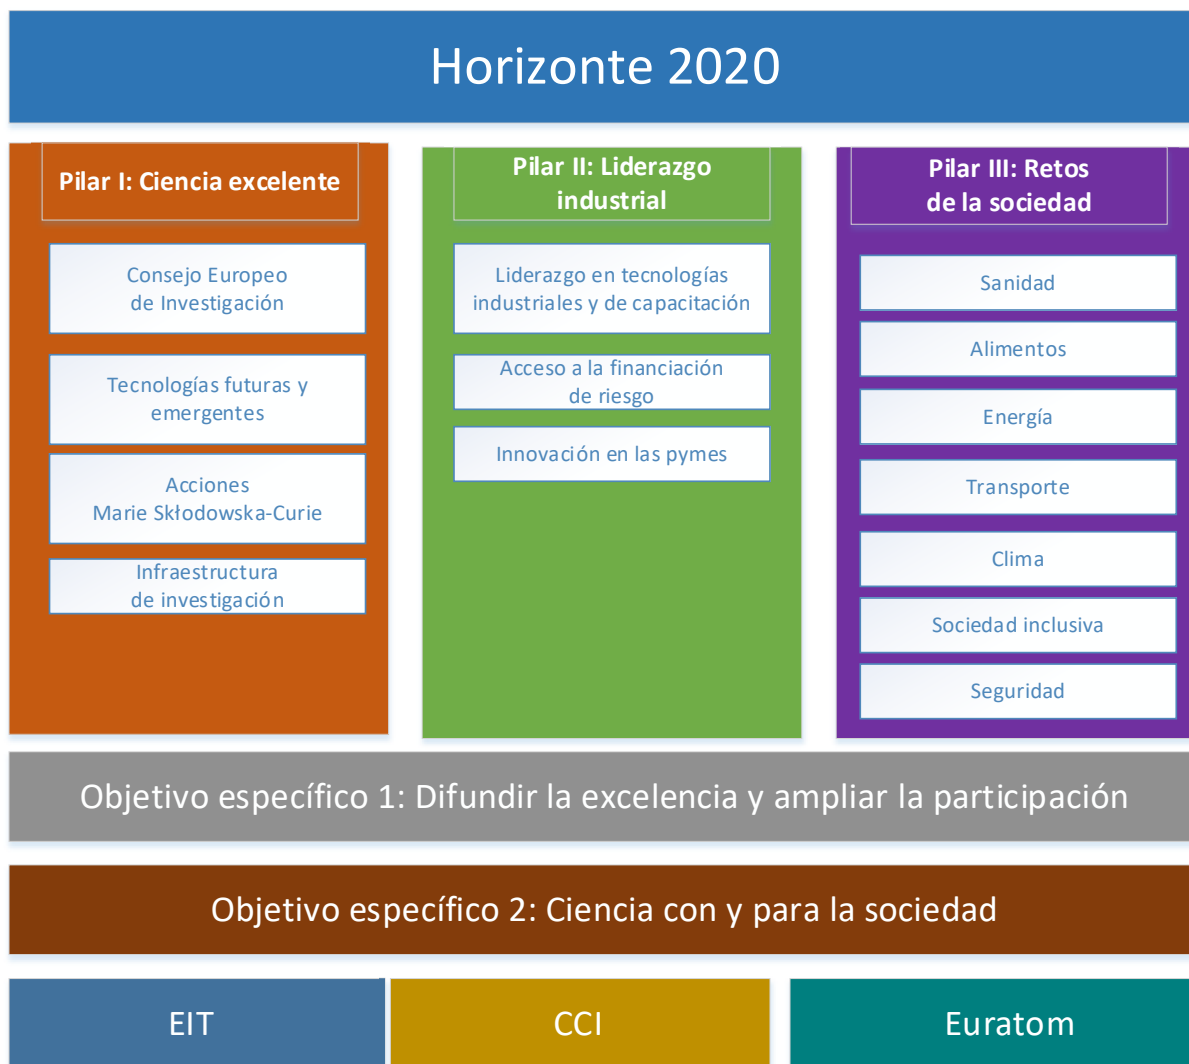 Horizonte 2020
Pilar I: Ciencia excelente
Consejo Europeo
de Investigación
Tecnologías futuras y
emergentes
Acciones
Marie Skłodowska-Curie
Infraestructura
de investigación
Pilar II: Liderazgo
industrial
Liderazgo en tecnologías
industriales y de capacitación
Acceso a la financiación
de riesgo
Innovación en las pymes
Pilar III: Retos
de la sociedad
Sanidad
Alimentos
Energía
Transporte
Clima
Sociedad inclusiva
Seguridad
Objetivo específico 1: Difundir la excelencia y ampliar la participación
Objetivo específico 2: Ciencia con y para la sociedad
EIT
CCI
Euratom